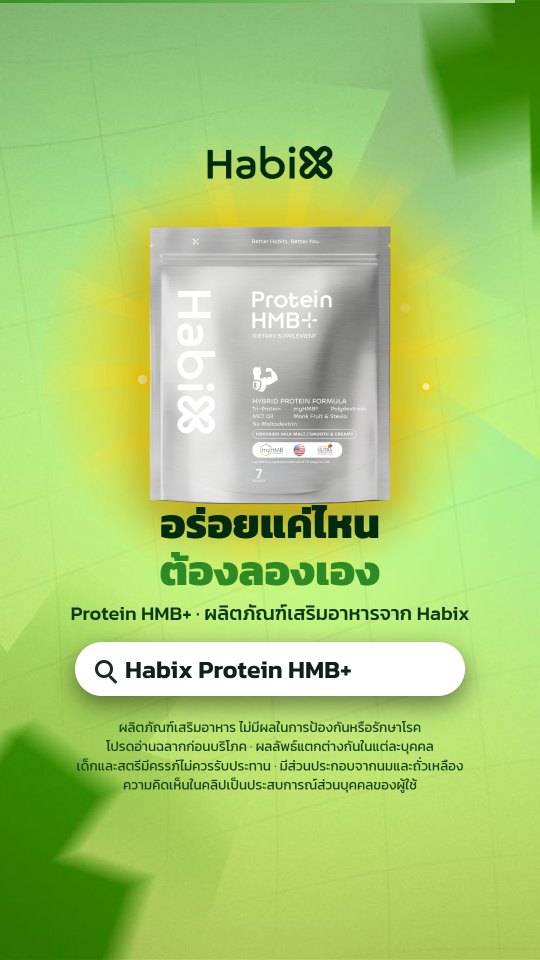 Habix
Better Habits, Better You.
Habix
Protein
HMB+
DIETARY SUPPLEMENT
HYBRID PROTEIN FORMULA
Tri-Protein myHMB® Polydextrose
MCT Oil Monk Fruit & Stevia
No Maltodextrin
HOKKAIDO MILK MALT / SMOOTH & CREAMY
myHMB
7
อร่อยแค่ไหน
ต้องลองเอง
Protein HMB+ · ผลิตภัณฑ์เสริมอาหารจาก Habix
Habix Protein HMB+
ผลิตภัณฑ์เสริมอาหาร ไม่มีผลในการป้องกันหรือรักษาโรค
โปรดอ่านฉลากก่อนบริโภค · ผลลัพธ์แตกต่างกันในแต่ละบุคคล
เด็กและสตรีมีครรภ์ไม่ควรรับประทาน · มีส่วนประกอบจากนมและถั่วเหลือง
ความคิดเห็นในคลิปเป็นประสบการณ์ส่วนบุคคลของผู้ใช้